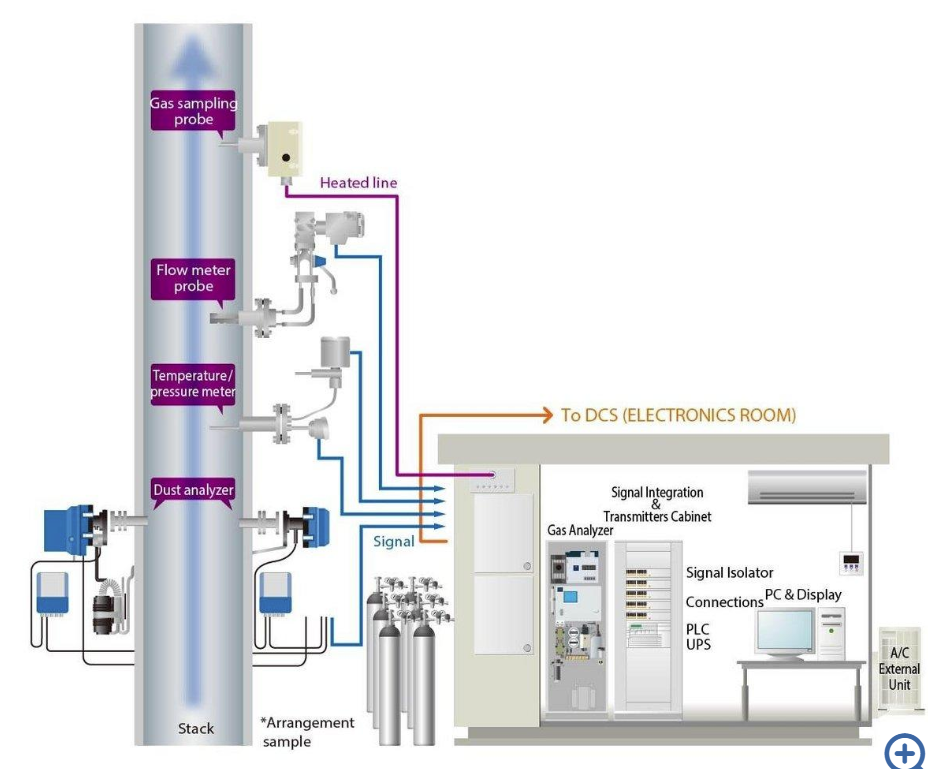 Gas sampling
probe
Heated line
Flow meter
probe
Temperature/
pressure meter
To DCS (ELECTRONICS ROOM)
Dust analyzer
Signal Integration
&
Transmitters Cabinet
Gas Analyzer
Signal
Signal Isolator
Connections
PC & Display
PLC
UPS
A/C
External
Unit
Stack
*Arrangement
sample